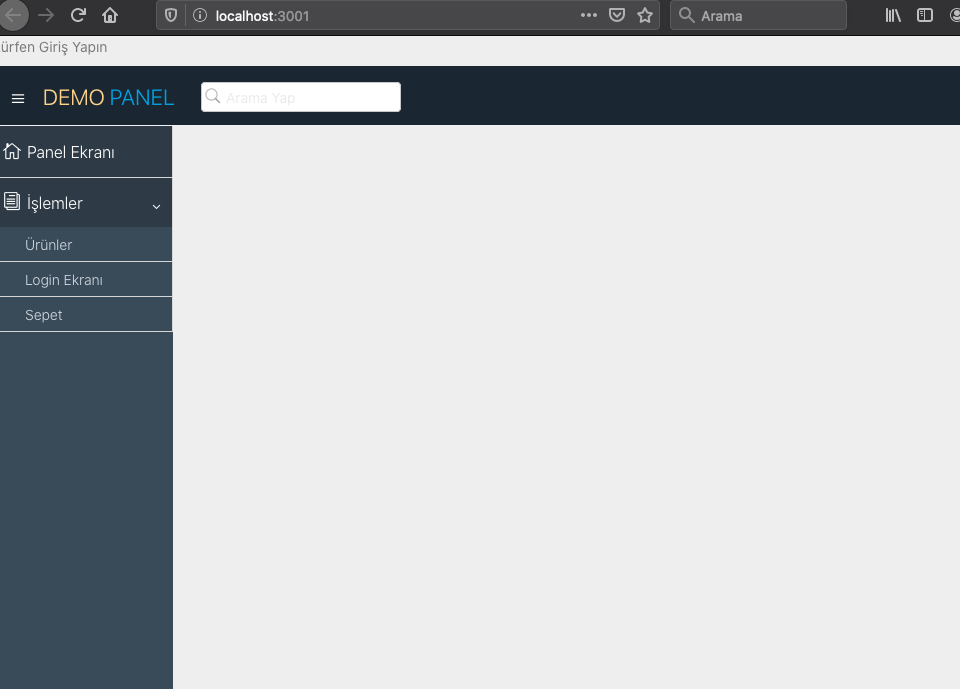 localhost:3001
Arama
ürfen Giriş Yapın
DEMO PANEL
Arama Yap
Panel Ekranı
İşlemler
Ürünler
Login Ekranı
Sepet